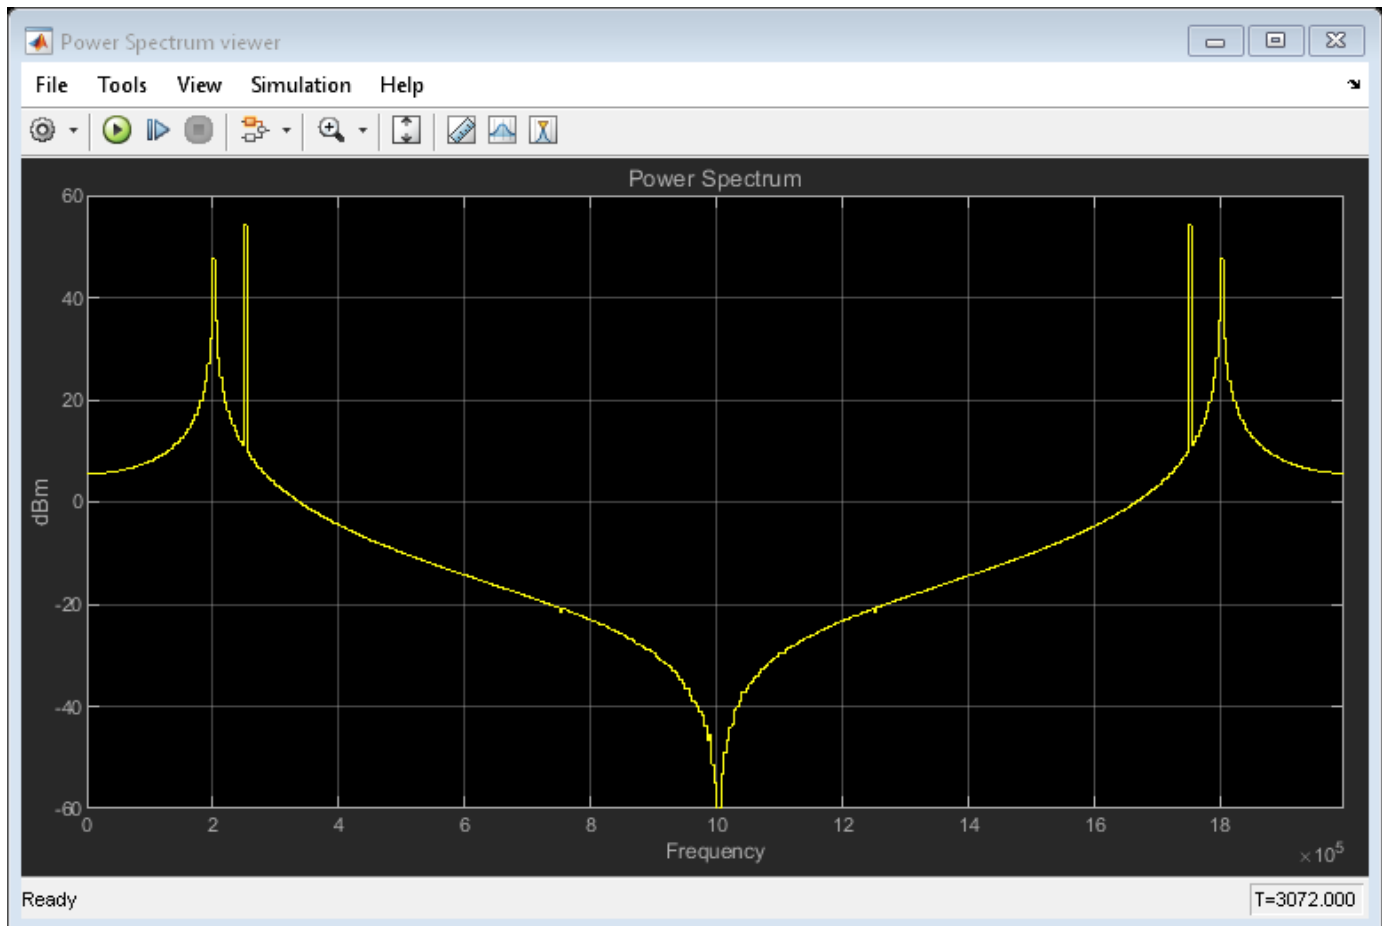 Power Spectrum viewer
File Tools View Simulation Help
Power Spectrum
60
40
20
0
-20
-40
-60
dBm
0 2 4 6 8 10 12 14 16 18
Frequency
×10^5
Ready
T=3072.000